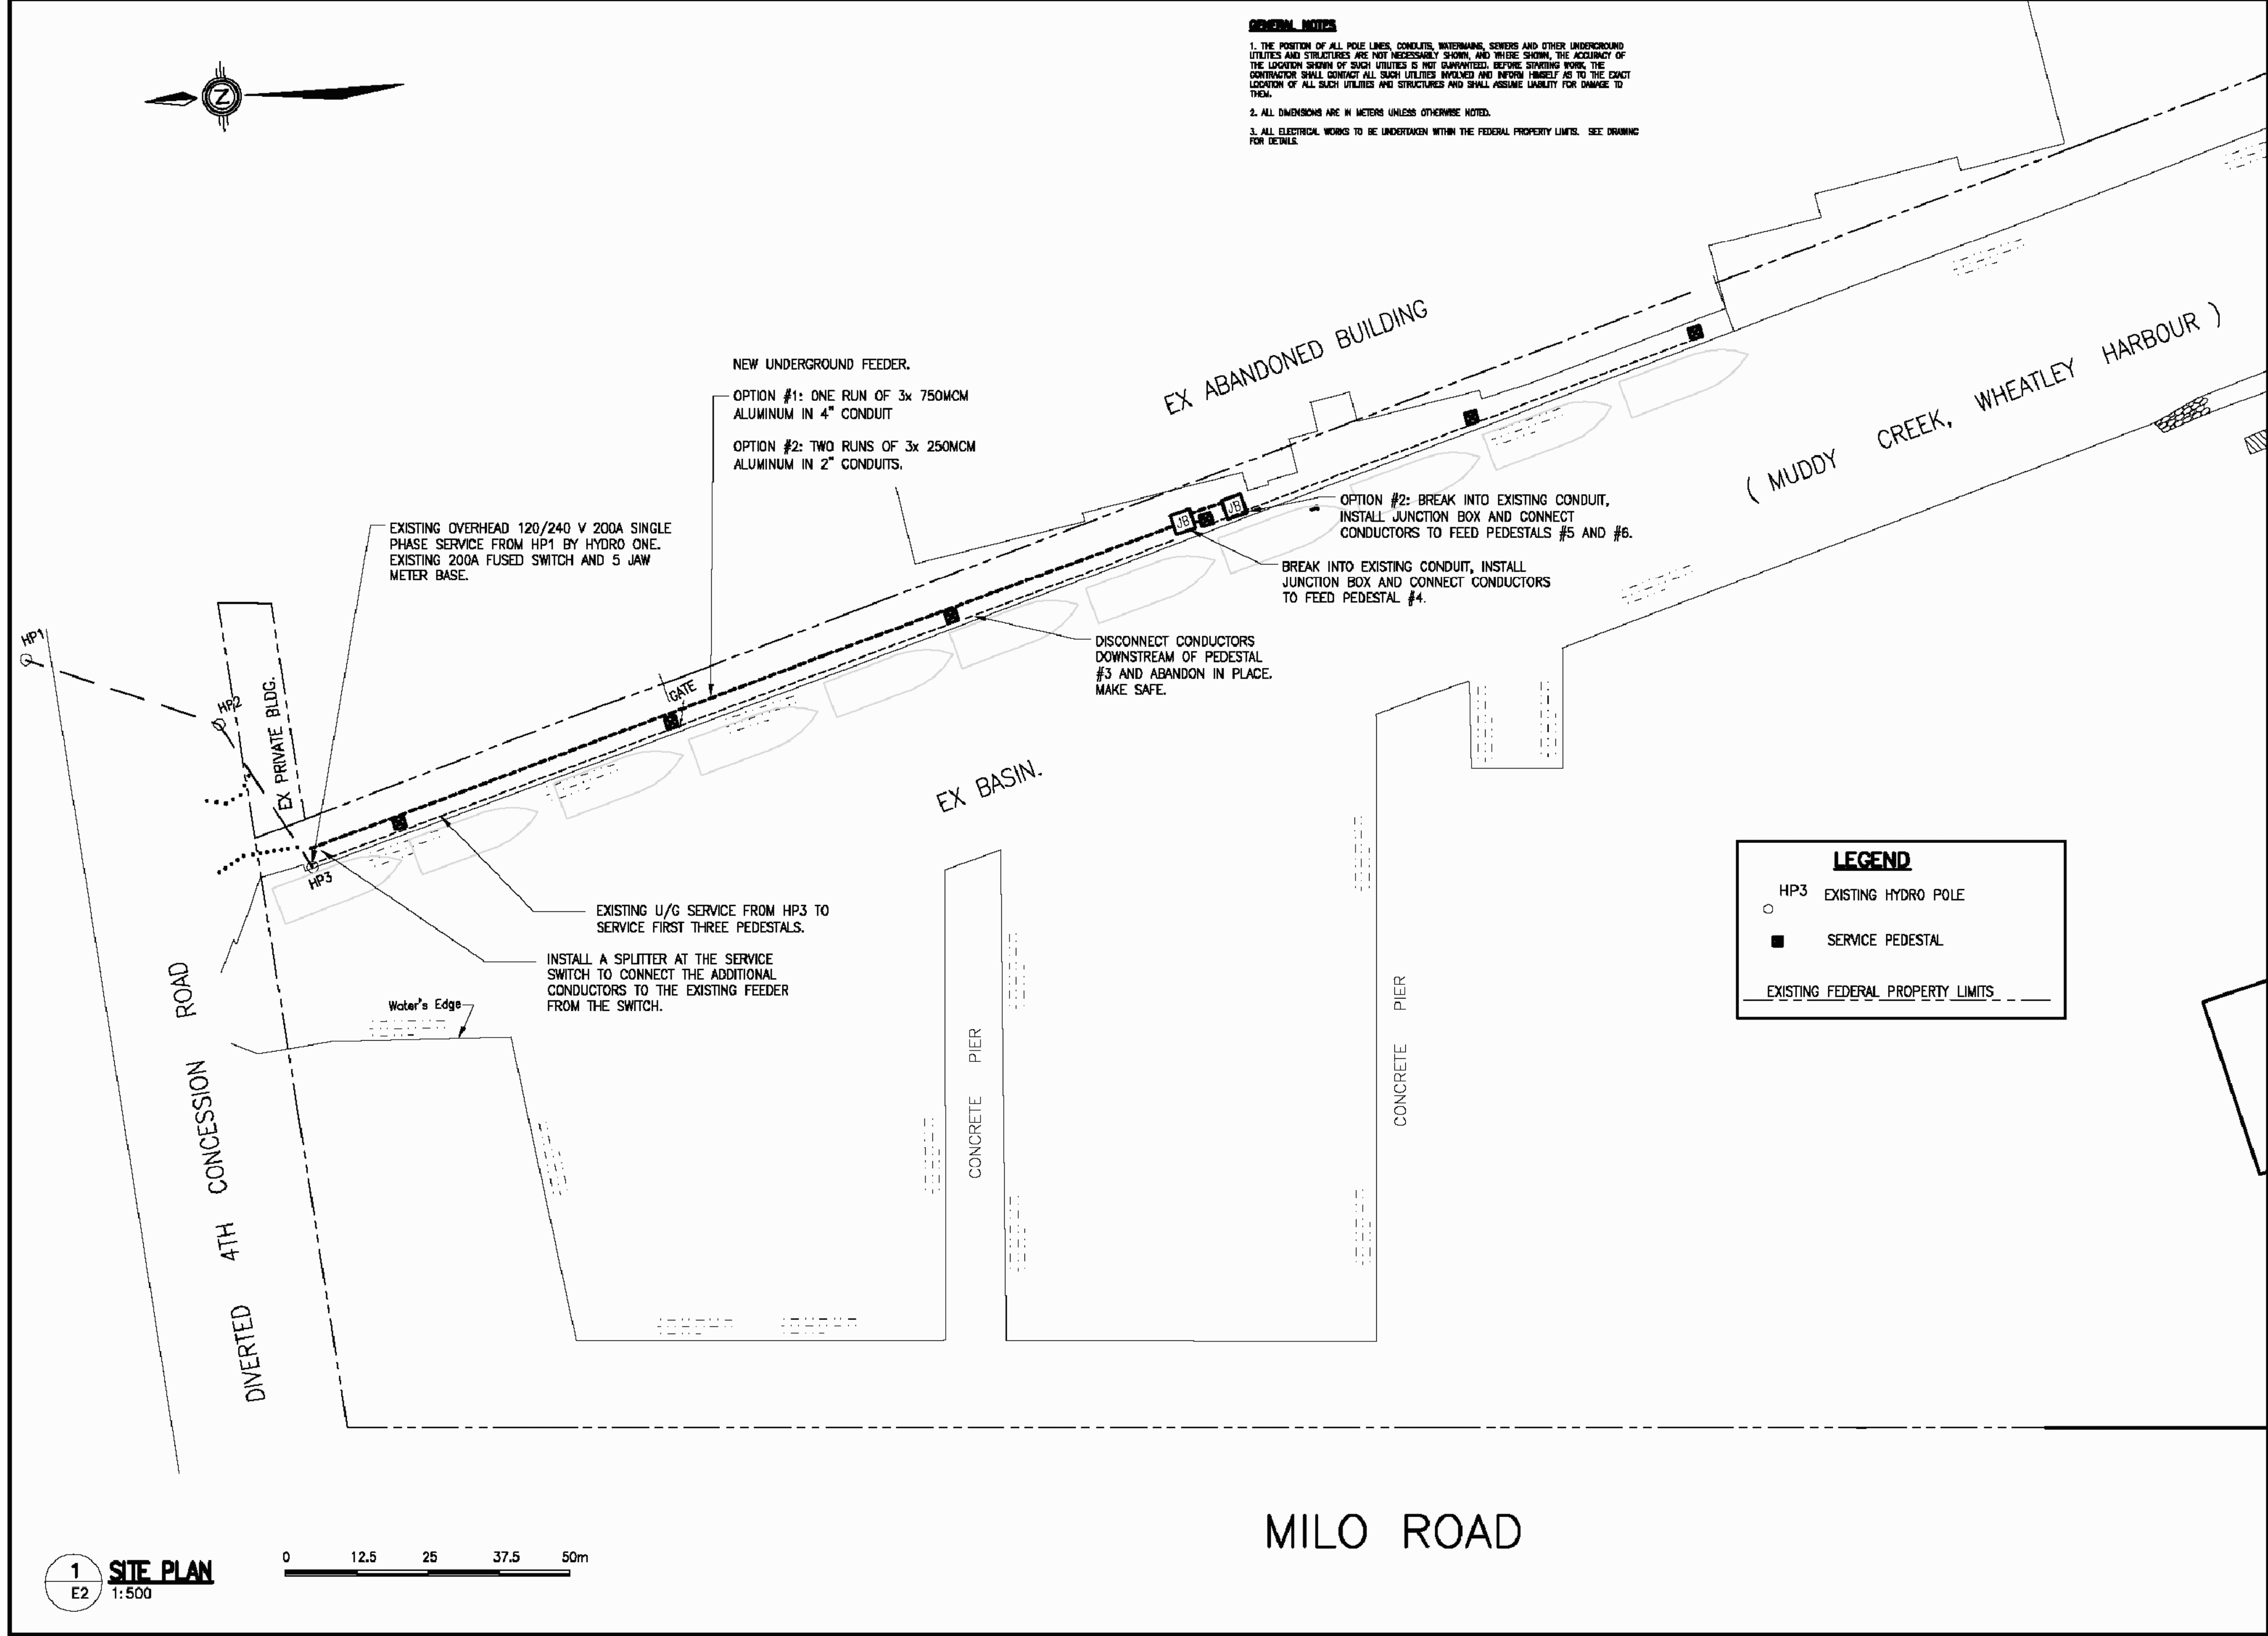 GENERAL NOTES
1. THE POSITION OF ALL POLE LINES, CONDUITS, WATERMAINS, SEWERS AND OTHER UNDERGROUND
UTILITIES AND STRUCTURES ARE NOT NECESSARILY SHOWN, AND WHERE SHOWN, THE ACCURACY OF
THE LOCATION SHOWN OF SUCH UTILITIES IS NOT GUARANTEED. BEFORE STARTING WORK, THE
CONTRACTOR SHALL CONTACT ALL SUCH UTILITIES INVOLVED AND INFORM HIMSELF AS TO THE EXACT
LOCATION OF ALL SUCH UTILITIES AND STRUCTURES AND SHALL ASSUME LIABILITY FOR DAMAGE TO
THEM.
2. ALL DIMENSIONS ARE IN METERS UNLESS OTHERWISE NOTED.
3. ALL ELECTRICAL WORKS TO BE UNDERTAKEN WITHIN THE FEDERAL PROPERTY LIMITS. SEE DRAWING
FOR DETAILS.
Z
NEW UNDERGROUND FEEDER.
OPTION #1: ONE RUN OF 3x 750MCM
ALUMINUM IN 4" CONDUIT
OPTION #2: TWO RUNS OF 3x 250MCM
ALUMINUM IN 2" CONDUITS.
EX ABANDONED BUILDING
( MUDDY CREEK, WHEATLEY HARBOUR )
EXISTING OVERHEAD 120/240 V 200A SINGLE
PHASE SERVICE FROM HP1 BY HYDRO ONE.
EXISTING 200A FUSED SWITCH AND 5 JAW
METER BASE.
JB
JB
OPTION #2: BREAK INTO EXISTING CONDUIT,
INSTALL JUNCTION BOX AND CONNECT
CONDUCTORS TO FEED PEDESTALS #5 AND #6.
BREAK INTO EXISTING CONDUIT, INSTALL
JUNCTION BOX AND CONNECT CONDUCTORS
TO FEED PEDESTAL #4.
DISCONNECT CONDUCTORS
DOWNSTREAM OF PEDESTAL
#3 AND ABANDON IN PLACE.
MAKE SAFE.
HP1
HP2
EX PRIVATE BLDG.
GATE
HP3
EX BASIN.
EXISTING U/G SERVICE FROM HP3 TO
SERVICE FIRST THREE PEDESTALS.
INSTALL A SPLITTER AT THE SERVICE
SWITCH TO CONNECT THE ADDITIONAL
CONDUCTORS TO THE EXISTING FEEDER
FROM THE SWITCH.
Water's Edge
DIVERTED 4TH CONCESSION ROAD
CONCRETE PIER
CONCRETE PIER
LEGEND
HP3 EXISTING HYDRO POLE
SERVICE PEDESTAL
EXISTING FEDERAL PROPERTY LIMITS
MILO ROAD
1
E2
SITE PLAN
1:500
0 12.5 25 37.5 50m